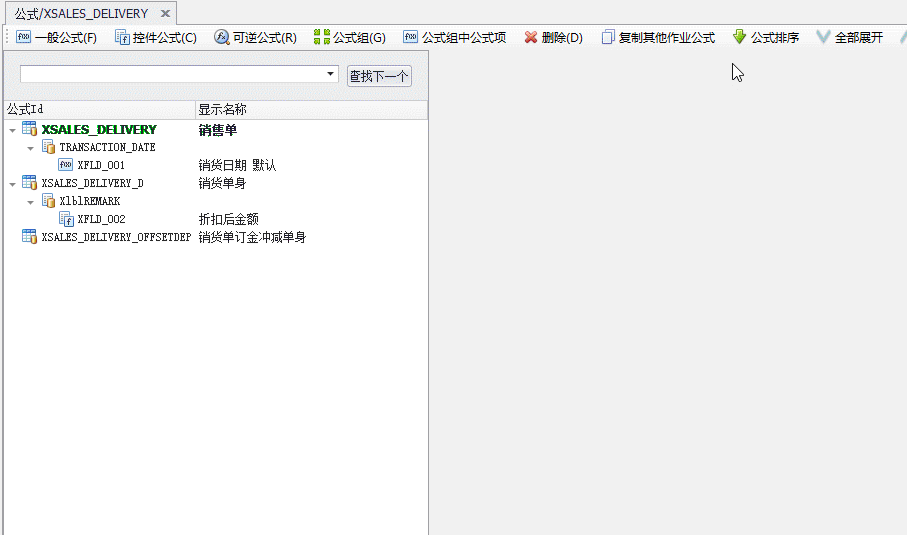 公式/XSALES_DELIVERY
一般公式(F) 控件公式(C) 可逆公式(R) 公式组(G) 公式组中公式项 删除(D) 复制其他作业公式 公式排序 全部展开
查找下一个
公式Id 显示名称
XSALES_DELIVERY 销售单
TRANSACTION_DATE
XFLD_001 销货日期 默认
XSALES_DELIVERY_D 销货单身
XlblREMARK
XFLD_002 折扣后金额
XSALES_DELIVERY_OFFSETDEP 销货单订金冲减单身